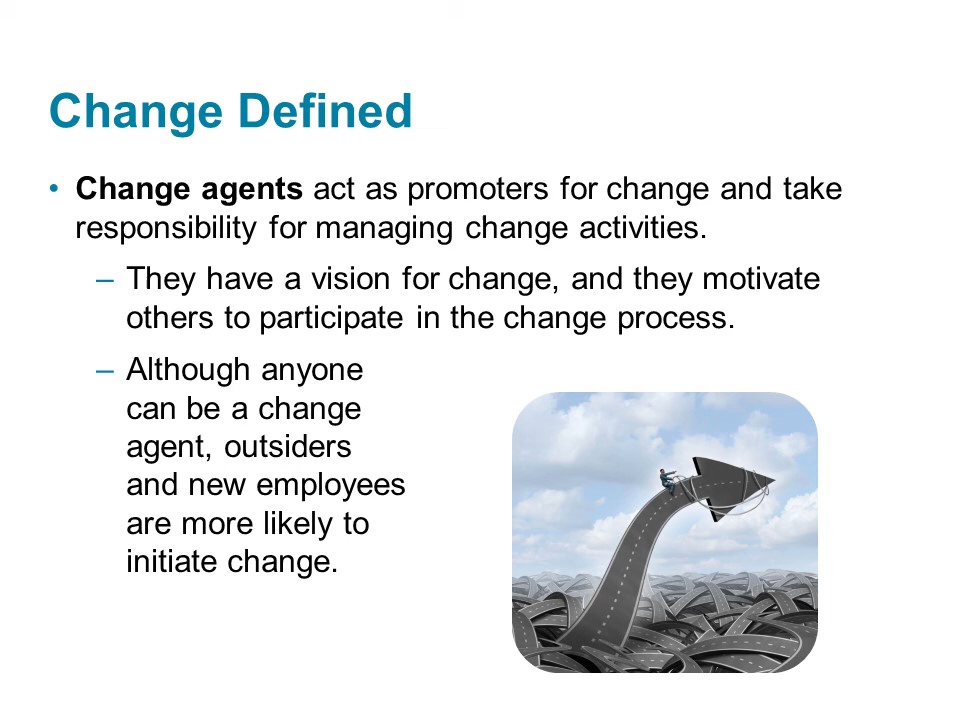 Change Defined
• Change agents act as promoters for change and take
responsibility for managing change activities.
– They have a vision for change, and they motivate
others to participate in the change process.
– Although anyone
can be a change
agent, outsiders
and new employees
are more likely to
initiate change.